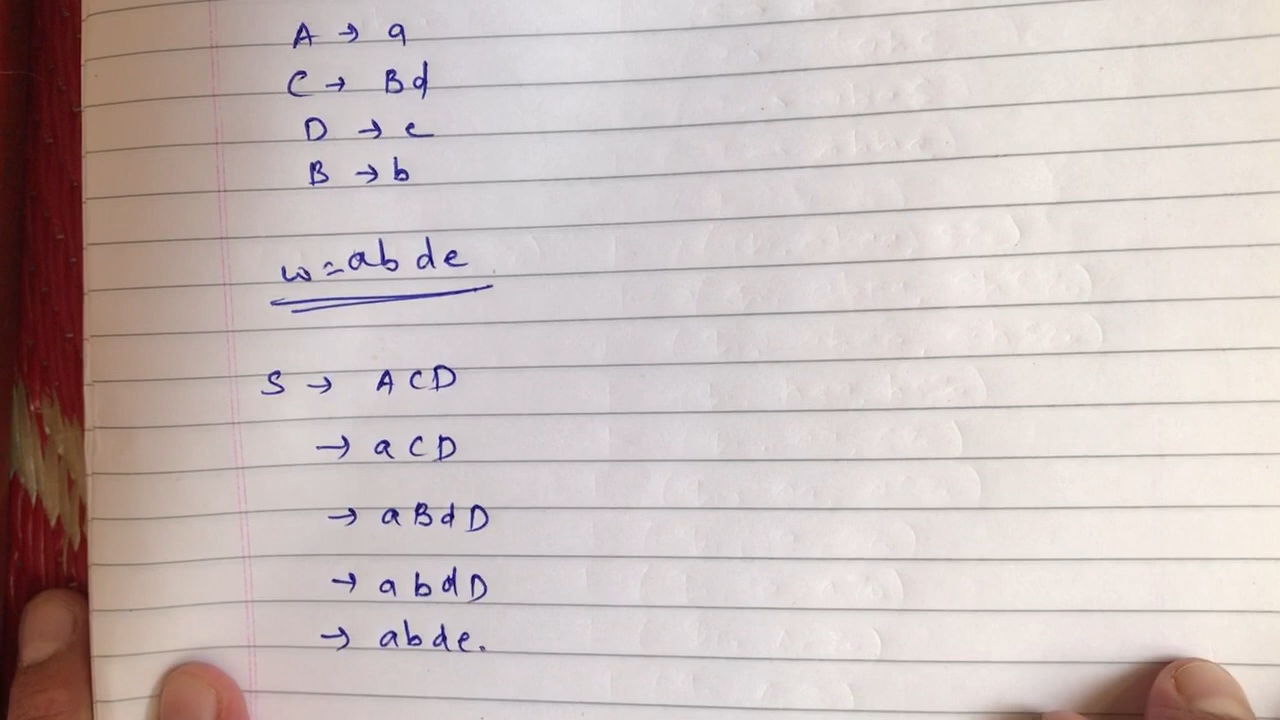 A → a
C → Bd
D → e
B → b
w = abde
S → ACD
→ aCD
→ aBdD
→ abdD
→ abde.